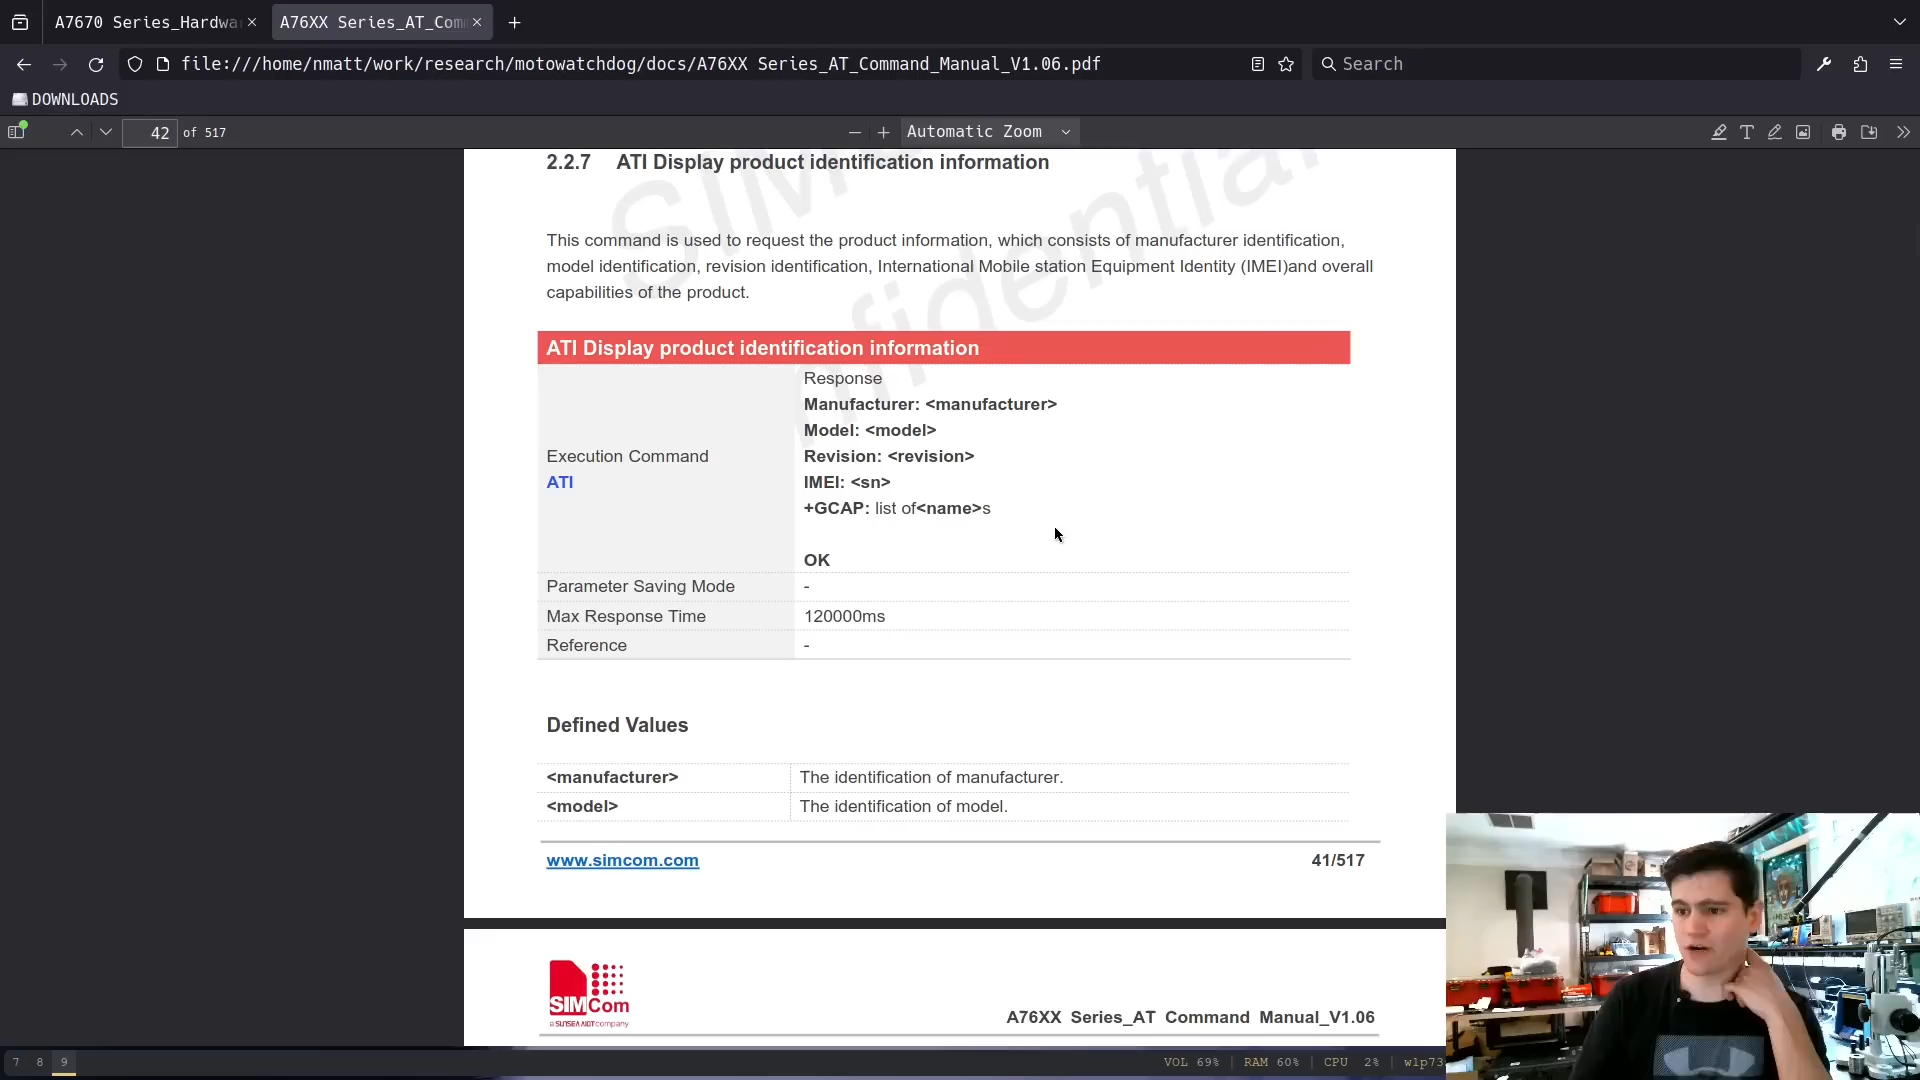 A7670 Series_Hardwa
A76XX Series_AT_Com
file:///home/nmatt/work/research/motowatchdog/docs/A76XX Series_AT_Command_Manual_V1.06.pdf
Search
DOWNLOADS
42 of 517
Automatic Zoom
2.2.7 ATI Display product identification information
This command is used to request the product information, which consists of manufacturer identification,
model identification, revision identification, International Mobile station Equipment Identity (IMEI)and overall
capabilities of the product.
ATI Display product identification information
Execution Command
ATI
Response
Manufacturer: <manufacturer>
Model: <model>
Revision: <revision>
IMEI: <sn>
+GCAP: list of<name>s
OK
Parameter Saving Mode -
Max Response Time 120000ms
Reference -
Defined Values
<manufacturer> The identification of manufacturer.
<model> The identification of model.
www.simcom.com 41/517
SIMCom
a SUNSEA AIOT company
A76XX Series_AT Command Manual_V1.06
7 8 9
VOL 69% | RAM 60% | CPU 2% | wlp73